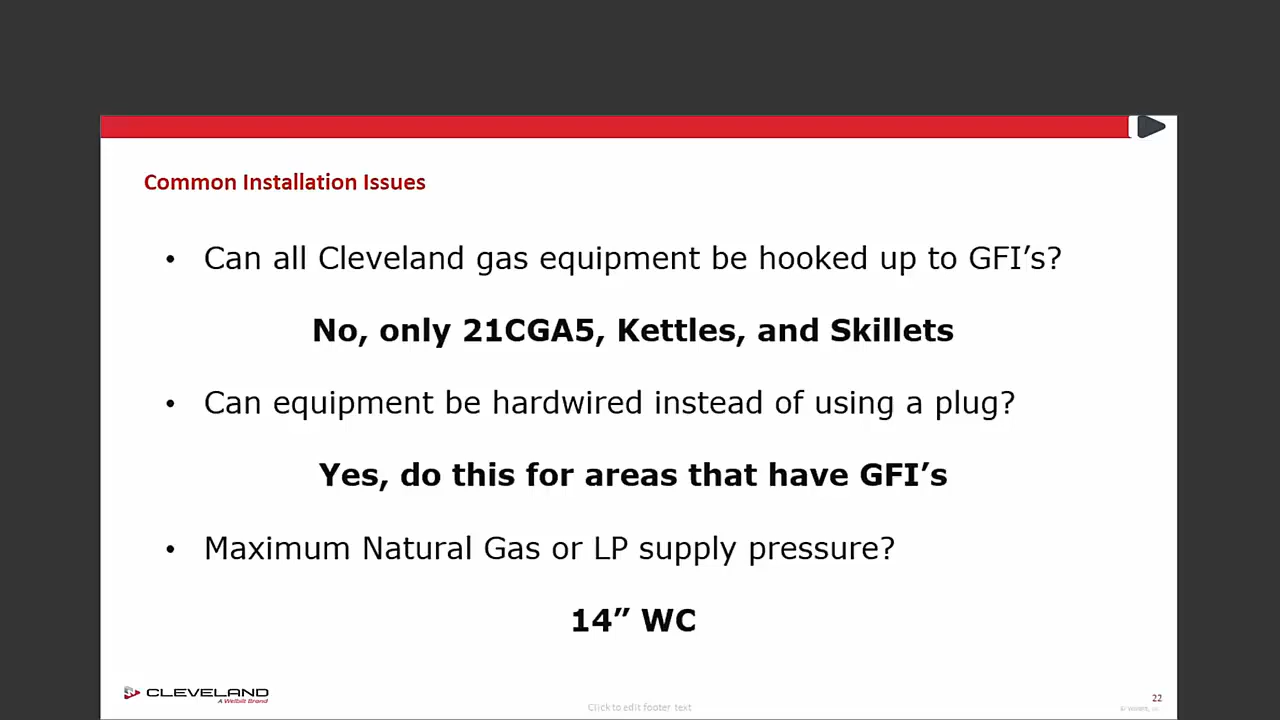 Common Installation Issues
• Can all Cleveland gas equipment be hooked up to GFI’s?
No, only 21CGA5, Kettles, and Skillets
• Can equipment be hardwired instead of using a plug?
Yes, do this for areas that have GFI’s
• Maximum Natural Gas or LP supply pressure?
14” WC
CLEVELAND
A Welbilt Brand
Click to edit footer text
22